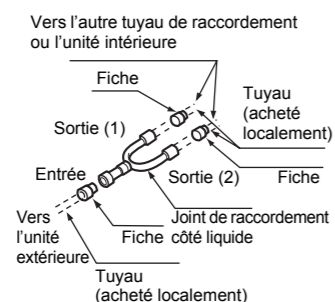 Vers l'autre tuyau de raccordement
ou l'unité intérieure
Fiche
Tuyau
(acheté
localement)
Sortie (1)
Entrée
Sortie (2)
Fiche
Vers
l'unité
extérieure
Fiche
Joint de raccordement
côté liquide
Tuyau
(acheté localement)